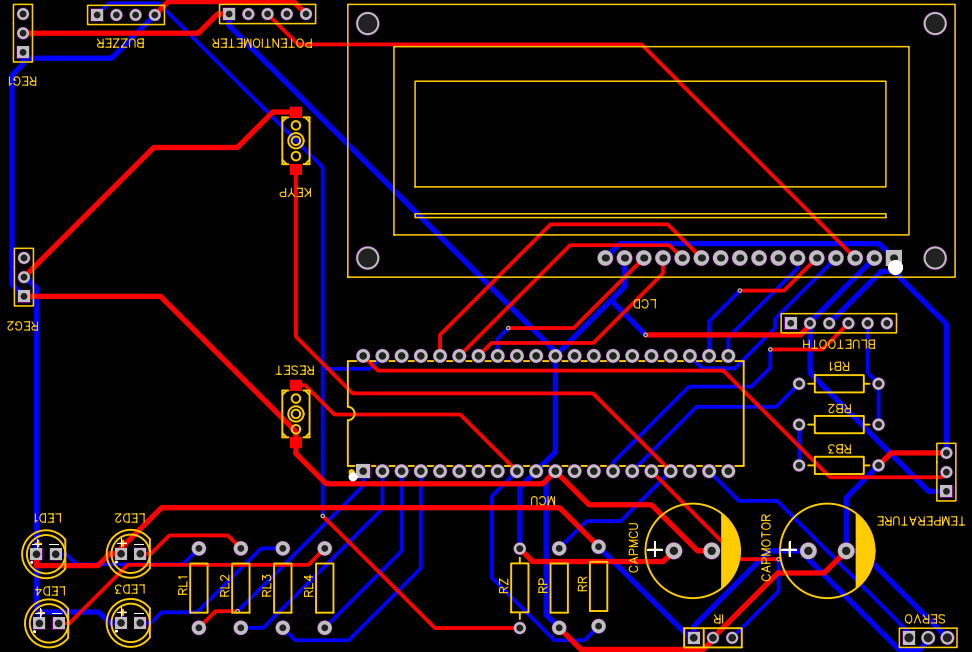 BUZZER
POTENTIOMETER
REG1
KEYP
LCD
REG2
BLUETOOTH
RESET
RB1
RB2
RB3
MCU
TEMPERATURE
LED1
LED2
CAPMCU
CAPMOTOR
RL1
RL2
RL3
RL4
RZ
RP
RR
LED4
LED3
IR
SERVO